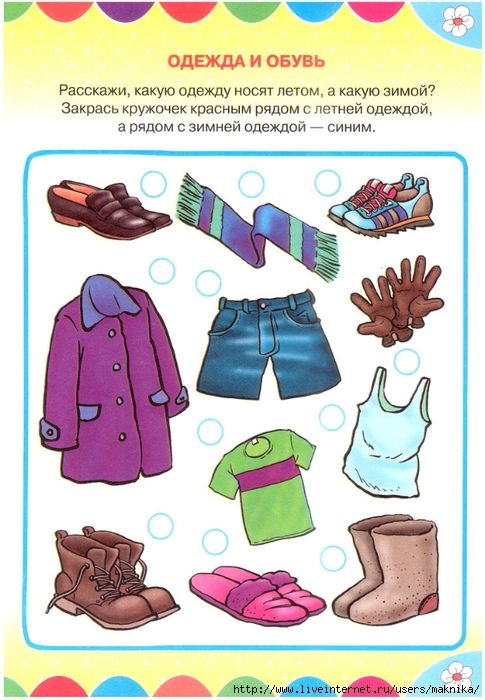 ОДЕЖДА И ОБУВЬ
Расскажи, какую одежду носят летом, а какую зимой?
Закрась кружочек красным рядом с летней одеждой,
а рядом с зимней одеждой — синим.
http://www.liveinternet.ru/users/maknika/